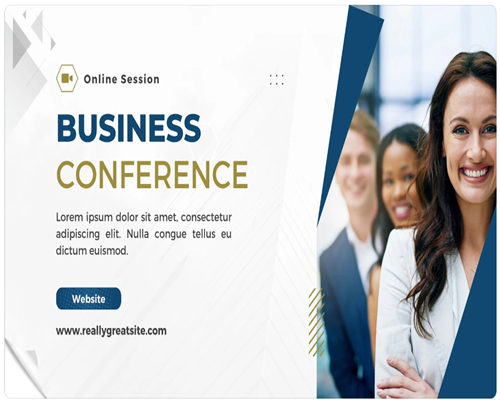 Online Session
BUSINESS
CONFERENCE
Lorem ipsum dolor sit amet, consectetur
adipiscing elit. Nulla congue tellus eu
dictum euismod.
Website
www.reallygreatsite.com